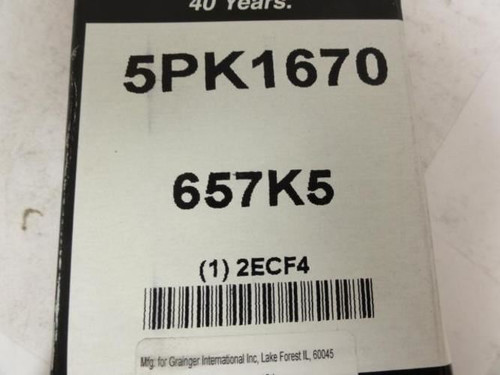 40 Years.
5PK1670
657K5
(1) 2ECF4
Mfg. for Grainger International Inc, Lake Forest IL, 60045